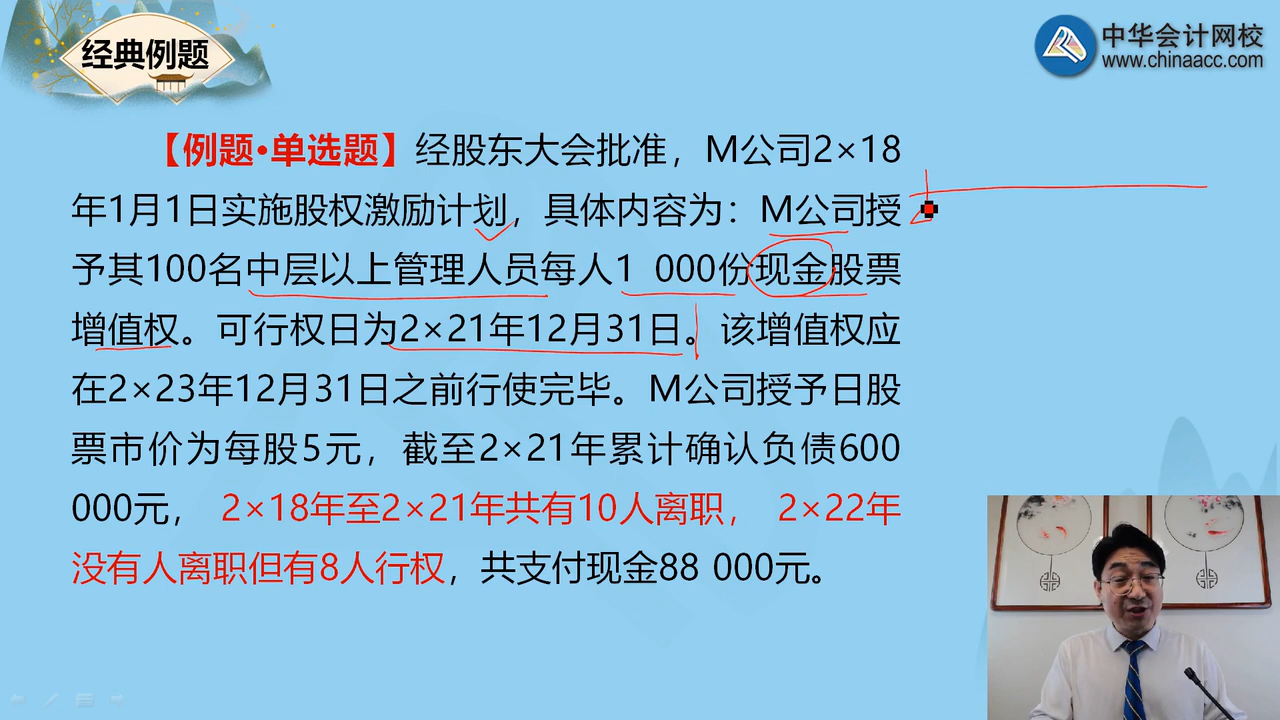 经典例题
中华会计网校
www.chinaacc.com
【例题•单选题】经股东大会批准，M公司2×18
年1月1日实施股权激励计划，具体内容为：M公司授
予其100名中层以上管理人员每人1 000份现金股票
增值权。可行权日为2×21年12月31日。该增值权应
在2×23年12月31日之前行使完毕。M公司授予日股
票市价为每股5元，截至2×21年累计确认负债600
000元， 2×18年至2×21年共有10人离职， 2×22年
没有人离职但有8人行权，共支付现金88 000元。